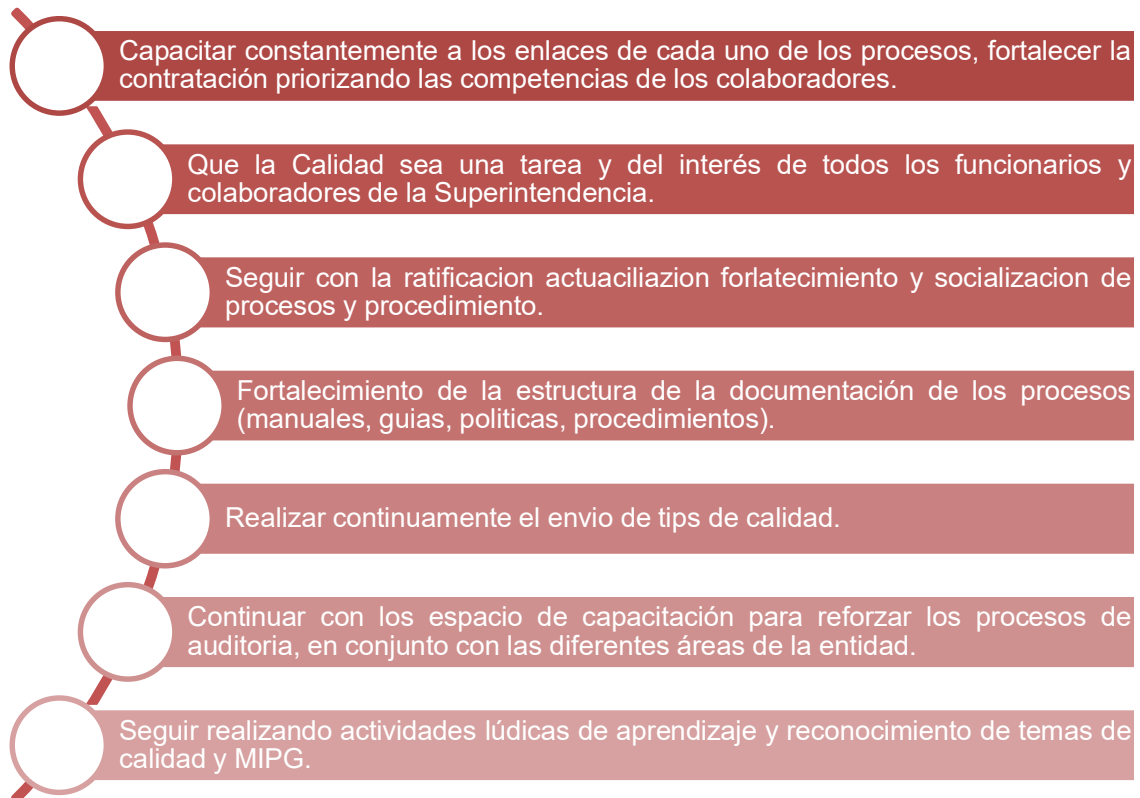 Capacitar constantemente a los enlaces de cada uno de los procesos, fortalecer la
contratación priorizando las competencias de los colaboradores.
Que la Calidad sea una tarea y del interés de todos los funcionarios y
colaboradores de la Superintendencia.
Seguir con la ratificacion actuaciliazion forlatecimiento y socializacion de
procesos y procedimiento.
Fortalecimiento de la estructura de la documentación de los procesos
(manuales, guias, politicas, procedimientos).
Realizar continuamente el envio de tips de calidad.
Continuar con los espacio de capacitación para reforzar los procesos de
auditoria, en conjunto con las diferentes áreas de la entidad.
Seguir realizando actividades lúdicas de aprendizaje y reconocimiento de temas de
calidad y MIPG.